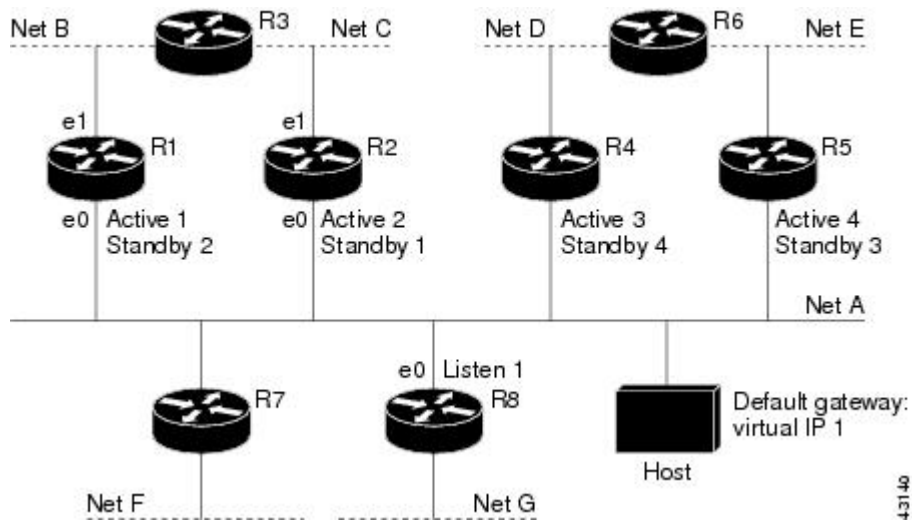 Net B
R3
Net C
Net D
R6
Net E
e1
R1
e1
R2
R4
R5
e0 Active 1
Standby 2
e0 Active 2
Standby 1
Active 3
Standby 4
Active 4
Standby 3
Net A
e0 Listen 1
R7
R8
Default gateway:
virtual IP 1
Host
Net F
Net G
43149